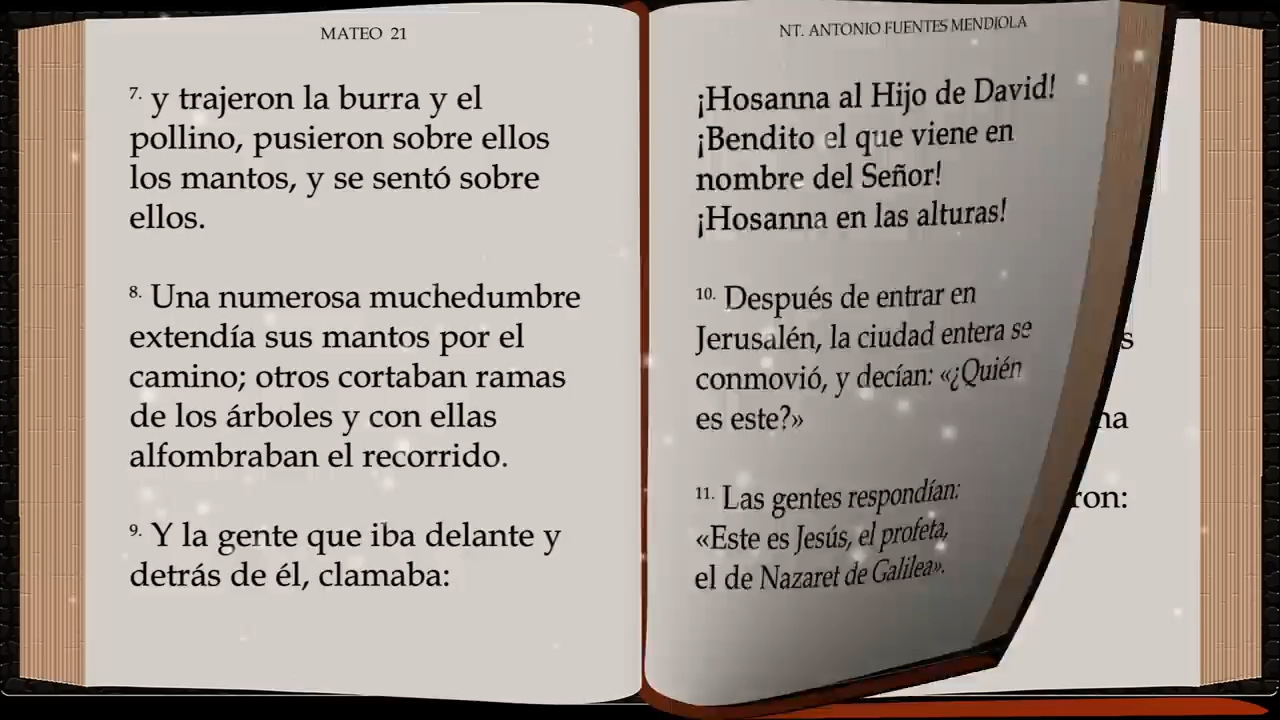 MATEO 21
7. y trajeron la burra y el
pollino, pusieron sobre ellos
los mantos, y se sentó sobre
ellos.
8. Una numerosa muchedumbre
extendía sus mantos por el
camino; otros cortaban ramas
de los árboles y con ellas
alfombraban el recorrido.
9. Y la gente que iba delante y
detrás de él, clamaba:
NT. ANTONIO FUENTES MENDIOLA
¡Hosanna al Hijo de David!
¡Bendito el que viene en
nombre del Señor!
¡Hosanna en las alturas!
10. Después de entrar en
Jerusalén, la ciudad entera se
conmovió, y decían: «¿Quién
es este?»
11. Las gentes respondían:
«Este es Jesús, el profeta,
el de Nazaret de Galilea».